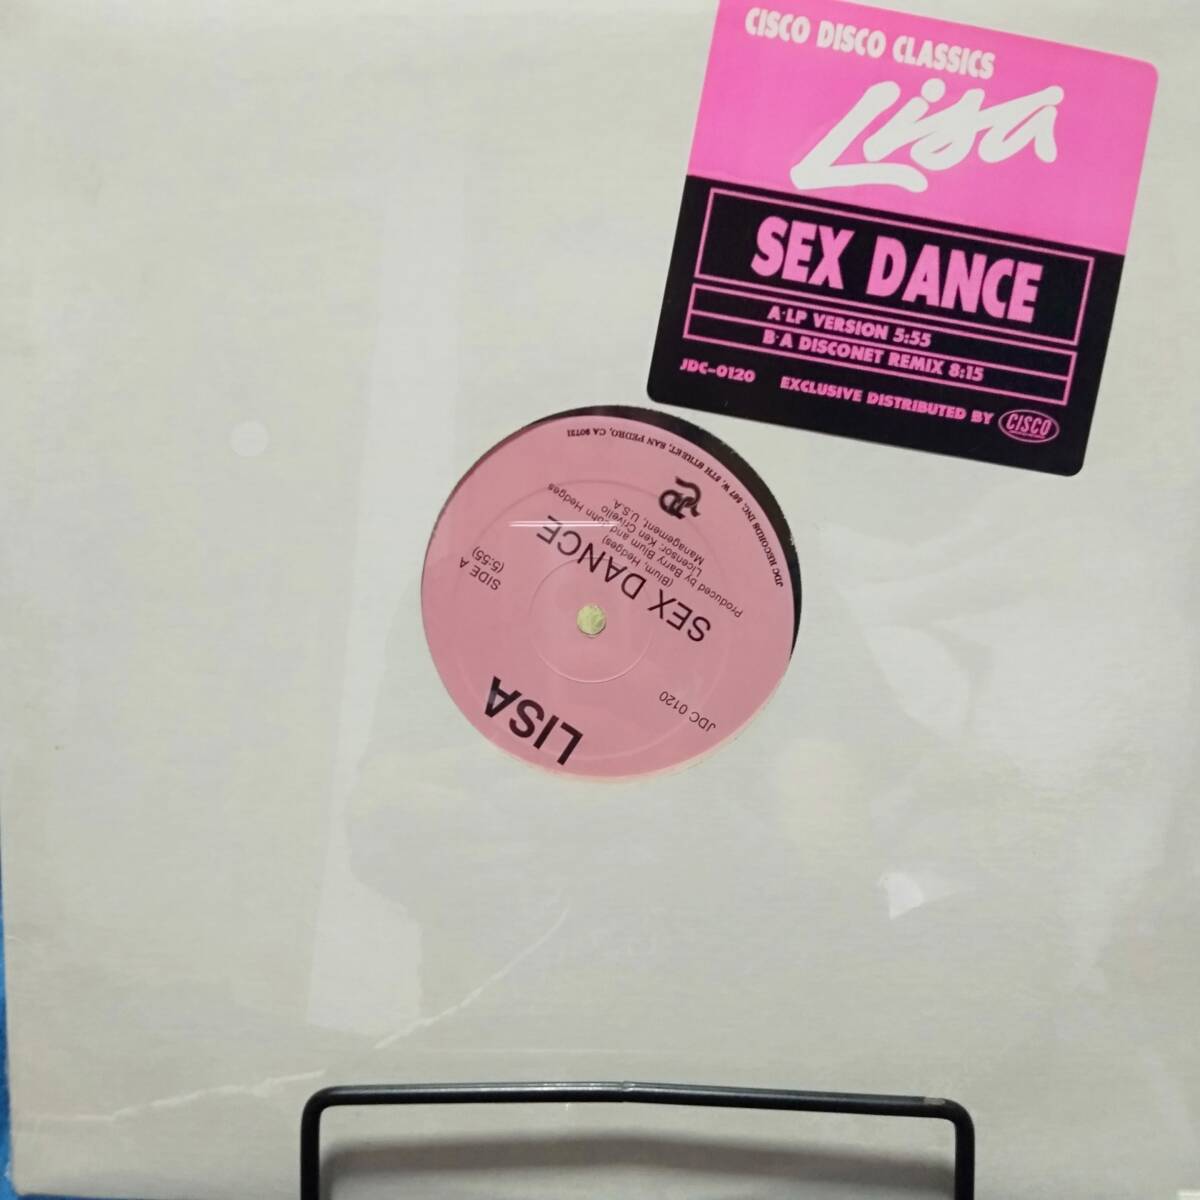 CISCO DISCO CLASSICS
Lisa
SEX DANCE
A·LP VERSION 5:55
B·A DISCONET REMIX 8:15
JDC-0120 EXCLUSIVE DISTRIBUTED BY CISCO
LISA
JDC 0120
SEX DANCE
(Blum, Hedges)
Produced by Barry Blum and John Hedges
Licensor: Ken Crivello
Management, U.S.A.
SIDE A
(5:55)
JDC RECORDS INC. 567 W. 5TH STREET, SAN PEDRO, CA 90731